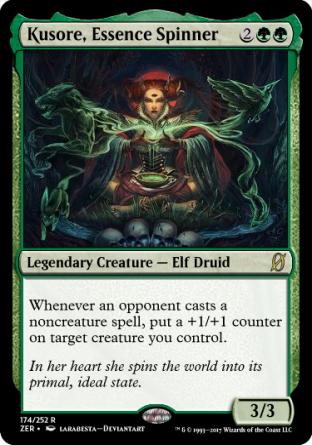 Kusore, Essence Spinner 2
Legendary Creature — Elf Druid
Whenever an opponent casts a
noncreature spell, put a +1/+1 counter
on target creature you control.
In her heart she spins the world into its
primal, ideal state.
3/3
174/252 R
ZER • LARABESTA—DEVIANTART ™ & © 1993–2017 Wizards of the Coast LLC